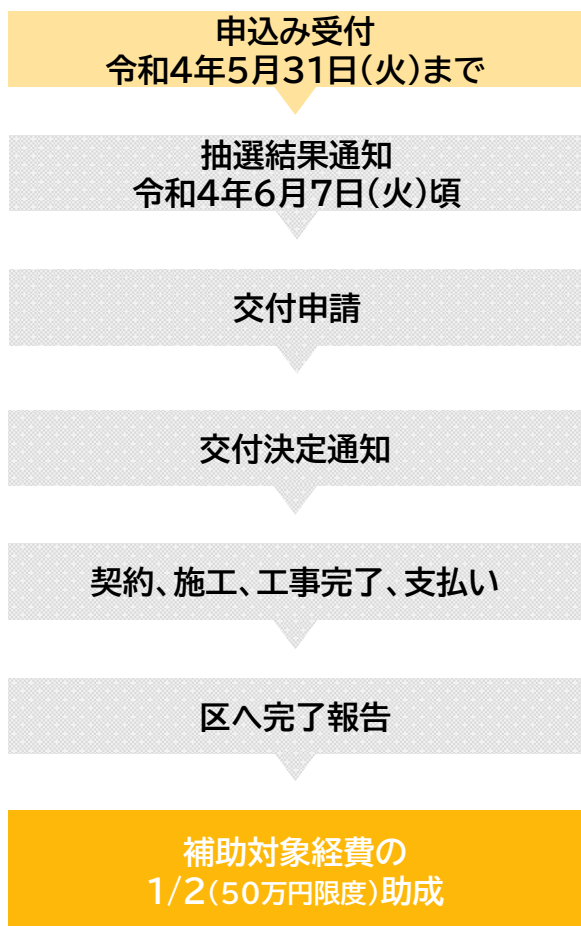 申込み受付
令和4年5月31日(火)まで
抽選結果通知
令和4年6月7日(火)頃
交付申請
交付決定通知
契約、施工、工事完了、支払い
区へ完了報告
補助対象経費の
1/2(50万円限度)助成